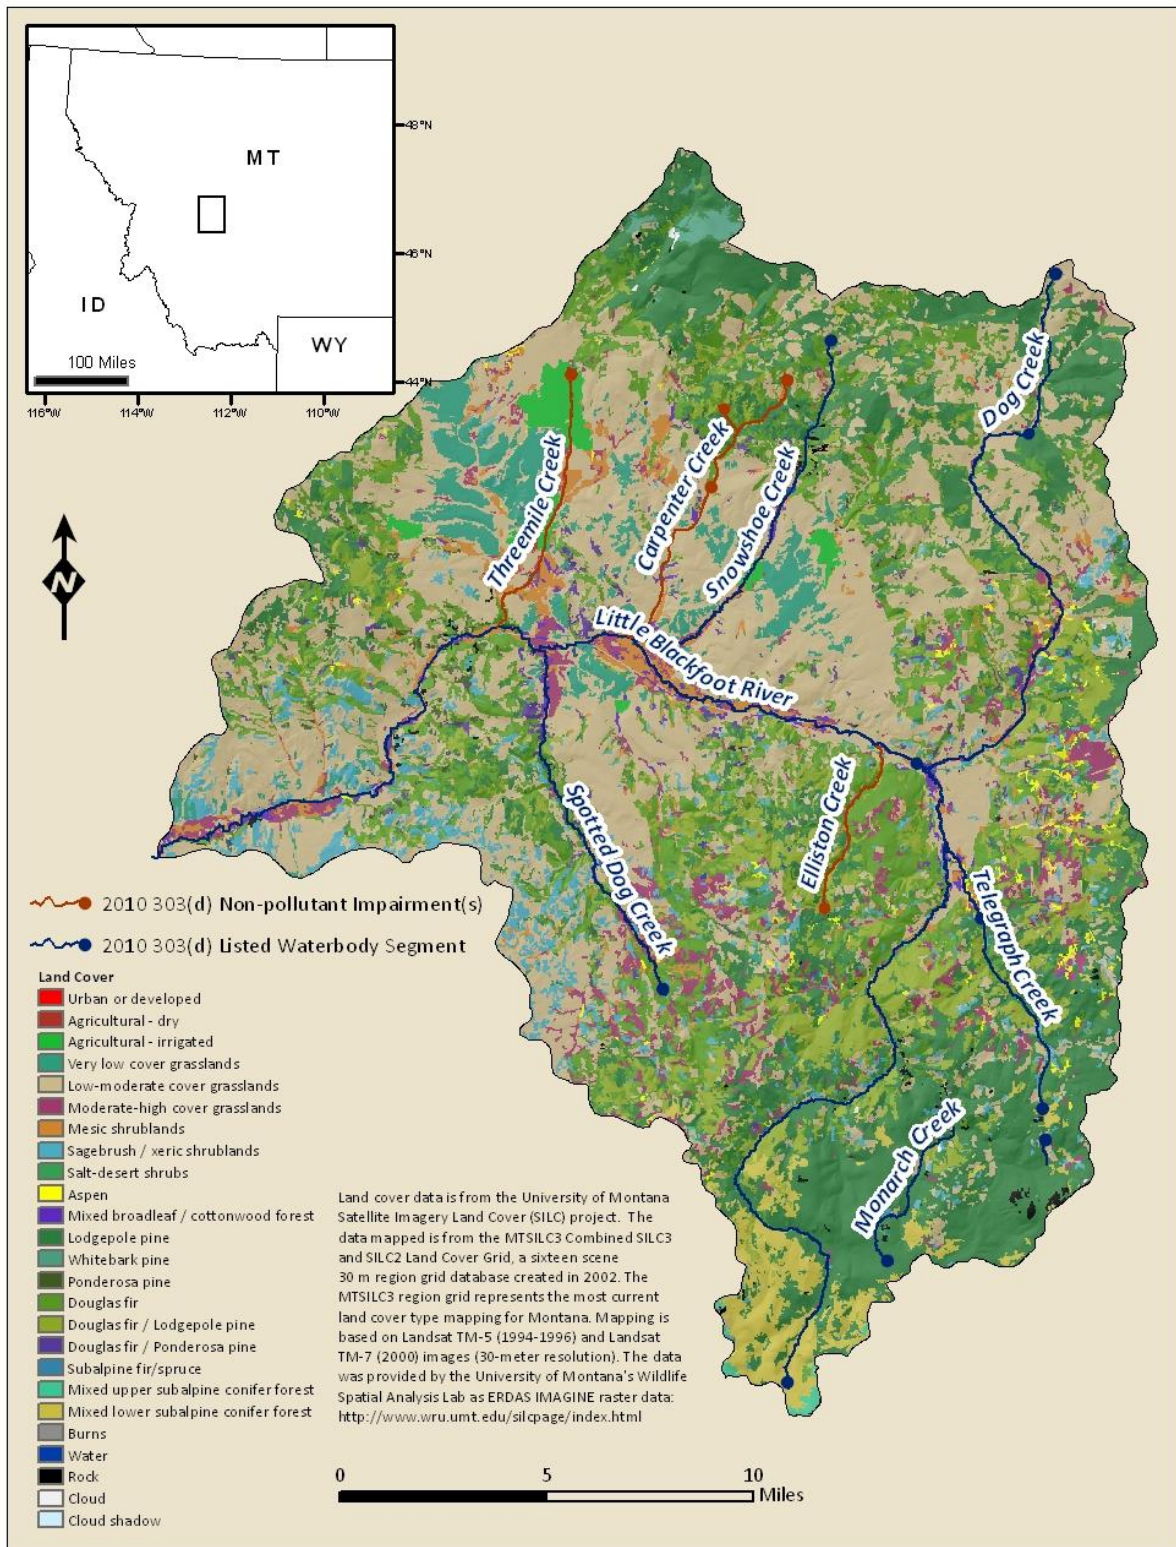 MT
ID
WY
100 Miles
48°N
46°N
44°N
116°W
114°W
112°W
110°W
N
Dog Creek
Threemile Creek
Carpenter Creek
Snowshoe Creek
Little Blackfoot River
Spotted Dog Creek
Elliston Creek
Telegraph Creek
Monarch Creek
2010 303(d) Non-pollutant Impairment(s)
2010 303(d) Listed Waterbody Segment
Land Cover
Urban or developed
Agricultural - dry
Agricultural - irrigated
Very low cover grasslands
Low-moderate cover grasslands
Moderate-high cover grasslands
Mesic shrublands
Sagebrush / xeric shrublands
Salt-desert shrubs
Aspen
Mixed broadleaf / cottonwood forest
Lodgepole pine
Whitebark pine
Ponderosa pine
Douglas fir
Douglas fir / Lodgepole pine
Douglas fir / Ponderosa pine
Subalpine fir/spruce
Mixed upper subalpine conifer forest
Mixed lower subalpine conifer forest
Burns
Water
Rock
Cloud
Cloud shadow
Land cover data is from the University of Montana
Satellite Imagery Land Cover (SILC) project. The
data mapped is from the MTSILC3 Combined SILC3
and SILC2 Land Cover Grid, a sixteen scene
30 m region grid database created in 2002. The
MTSILC3 region grid represents the most current
land cover type mapping for Montana. Mapping is
based on Landsat TM-5 (1994-1996) and Landsat
TM-7 (2000) images (30-meter resolution). The data
was provided by the University of Montana's Wildlife
Spatial Analysis Lab as ERDAS IMAGINE raster data:
http://www.wru.umt.edu/silcpage/index.html
0 5 10
Miles